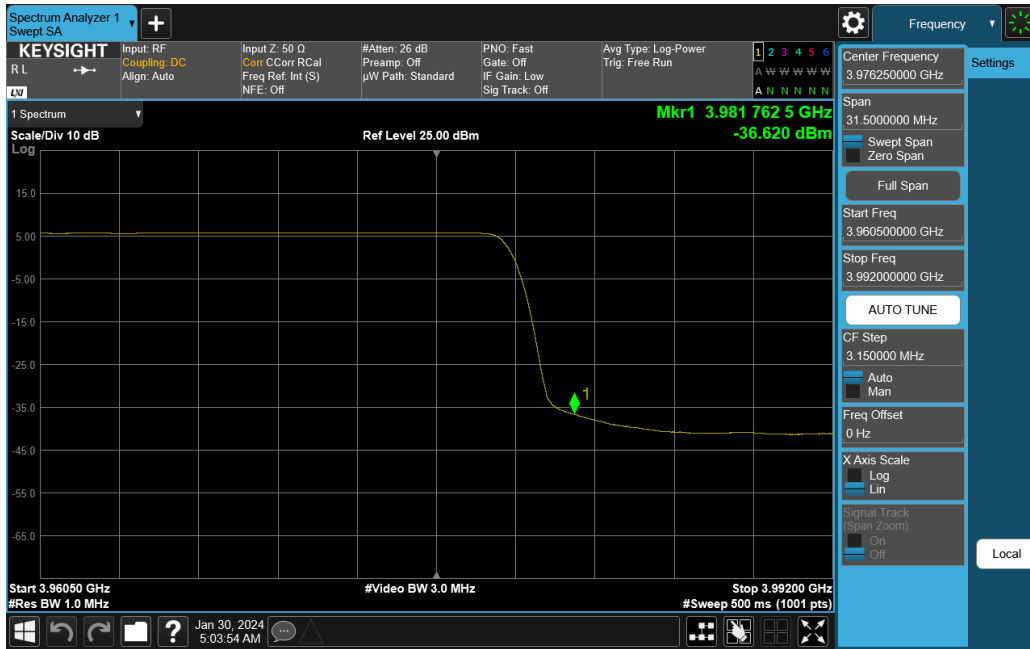 Spectrum Analyzer 1
Swept SA
Frequency
KEYSIGHT
R L
LXI
Input: RF
Coupling: DC
Align: Auto
Input Z: 50 Ω
Corr CCorr RCal
Freq Ref: Int (S)
NFE: Off
#Atten: 26 dB
Preamp: Off
µW Path: Standard
PNO: Fast
Gate: Off
IF Gain: Low
Sig Track: Off
Avg Type: Log-Power
Trig: Free Run
1 2 3 4 5 6
A W W W W W
A N N N N N
1 Spectrum
Scale/Div 10 dB
Log
Ref Level 25.00 dBm
Mkr1 3.981 762 5 GHz
-36.620 dBm
15.0
5.00
-5.00
-15.0
-25.0
-35.0
-45.0
-55.0
-65.0
1
Start 3.96050 GHz
#Res BW 1.0 MHz
#Video BW 3.0 MHz
Stop 3.99200 GHz
#Sweep 500 ms (1001 pts)
Center Frequency
3.976250000 GHz
Span
31.5000000 MHz
Swept Span
Zero Span
Full Span
Start Freq
3.960500000 GHz
Stop Freq
3.992000000 GHz
AUTO TUNE
CF Step
3.150000 MHz
Auto
Man
Freq Offset
0 Hz
X Axis Scale
Log
Lin
Signal Track
(Span Zoom)
On
Off
Settings
Local
?
Jan 30, 2024
5:03:54 AM